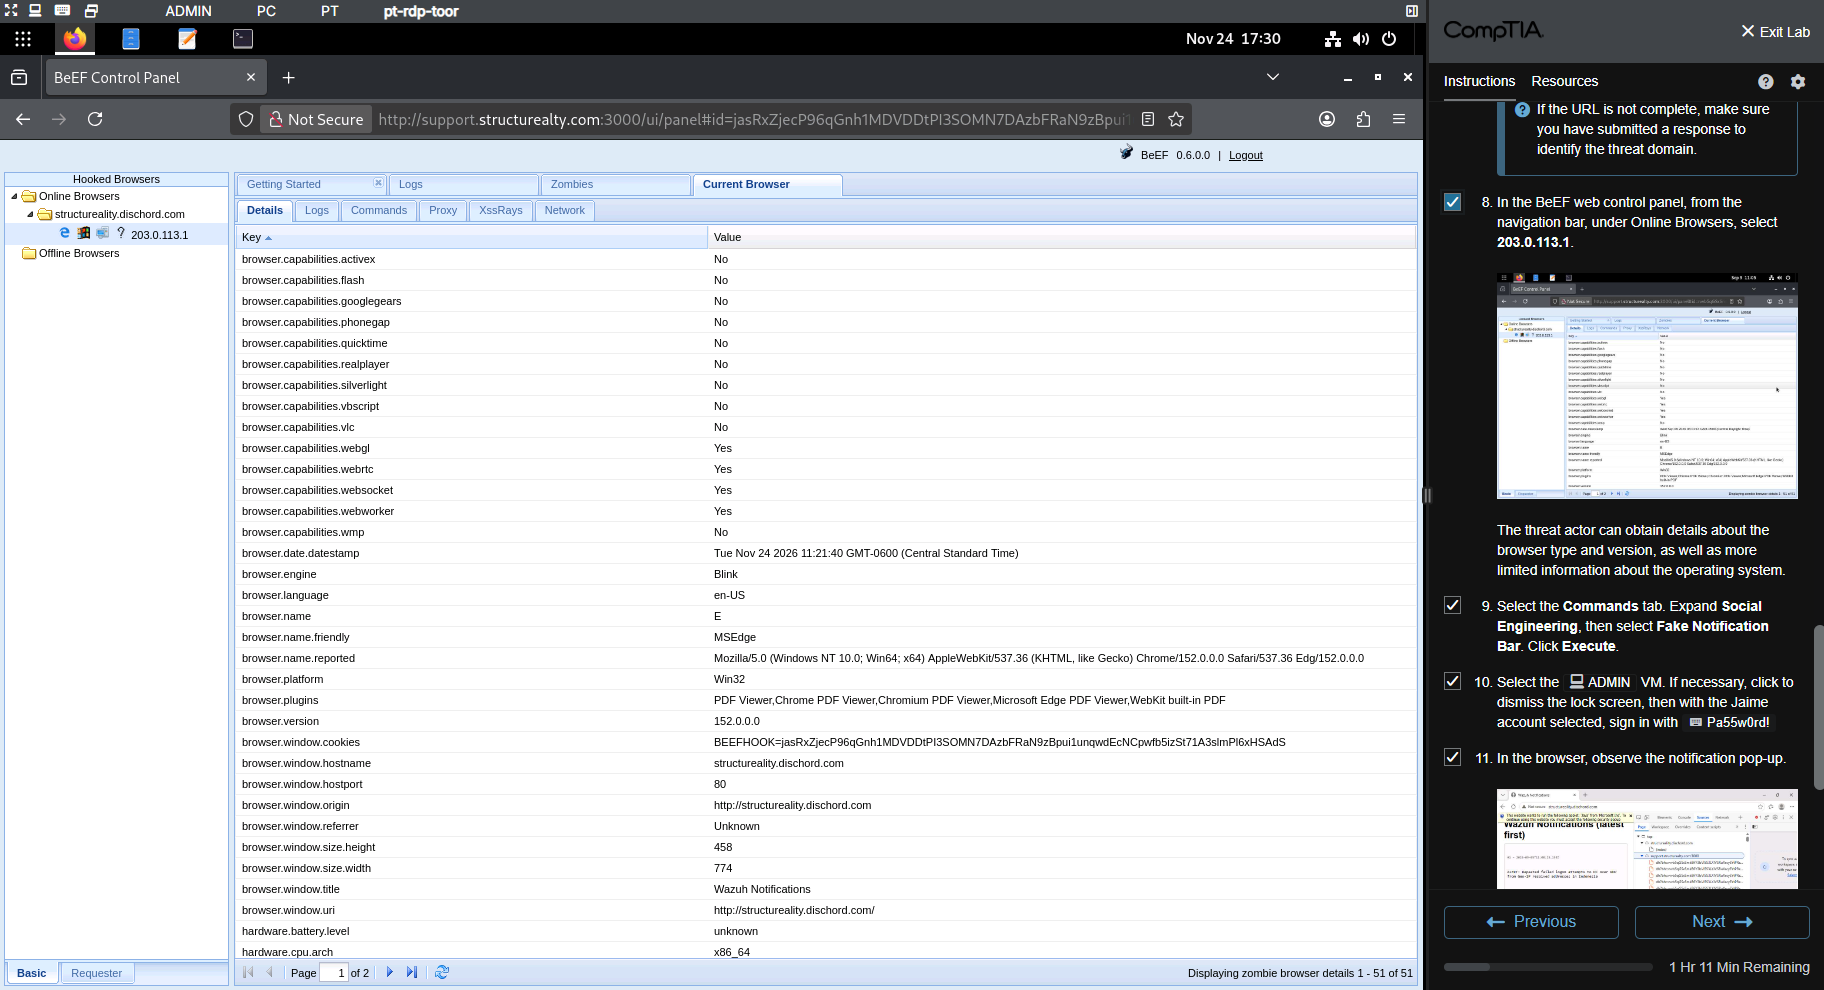 ADMIN PC PT pt-rdp-toor
Nov 24 17:30
BeEF Control Panel
Not Secure http://support.structurealty.com:3000/ui/panel#id=jasRxZjecP96qGnh1MDVDDtPI3SOMN7DAzbFRaN9zBpui1
BeEF 0.6.0.0 | Logout
Hooked Browsers
Online Browsers
structureality.dischord.com
203.0.113.1
Offline Browsers
Basic Requester
Getting Started Logs Zombies Current Browser
Details Logs Commands Proxy XssRays Network
Key Value
browser.capabilities.activex No
browser.capabilities.flash No
browser.capabilities.googlegears No
browser.capabilities.phonegap No
browser.capabilities.quicktime No
browser.capabilities.realplayer No
browser.capabilities.silverlight No
browser.capabilities.vbscript No
browser.capabilities.vlc No
browser.capabilities.webgl Yes
browser.capabilities.webrtc Yes
browser.capabilities.websocket Yes
browser.capabilities.webworker Yes
browser.capabilities.wmp No
browser.date.datestamp Tue Nov 24 2026 11:21:40 GMT-0600 (Central Standard Time)
browser.engine Blink
browser.language en-US
browser.name E
browser.name.friendly MSEdge
browser.name.reported Mozilla/5.0 (Windows NT 10.0; Win64; x64) AppleWebKit/537.36 (KHTML, like Gecko) Chrome/152.0.0.0 Safari/537.36 Edg/152.0.0.0
browser.platform Win32
browser.plugins PDF Viewer,Chrome PDF Viewer,Chromium PDF Viewer,Microsoft Edge PDF Viewer,WebKit built-in PDF
browser.version 152.0.0.0
browser.window.cookies BEEFHOOK=jasRxZjecP96qGnh1MDVDDtPI3SOMN7DAzbFRaN9zBpui1unqwdEcNCpwfb5izSt71A3slmPl6xHSAdS
browser.window.hostname structureality.dischord.com
browser.window.hostport 80
browser.window.origin http://structureality.dischord.com
browser.window.referrer Unknown
browser.window.size.height 458
browser.window.size.width 774
browser.window.title Wazuh Notifications
browser.window.uri http://structureality.dischord.com/
hardware.battery.level unknown
hardware.cpu.arch x86_64
Page 1 of 2
Displaying zombie browser details 1 - 51 of 51
CompTIA.
Exit Lab
Instructions Resources
If the URL is not complete, make sure
you have submitted a response to
identify the threat domain.
8. In the BeEF web control panel, from the
navigation bar, under Online Browsers, select
203.0.113.1.
The threat actor can obtain details about the
browser type and version, as well as more
limited information about the operating system.
9. Select the Commands tab. Expand Social
Engineering, then select Fake Notification
Bar. Click Execute.
10. Select the ADMIN VM. If necessary, click to
dismiss the lock screen, then with the Jaime
account selected, sign in with Pa55w0rd!
11. In the browser, observe the notification pop-up.
Wazuh Notifications (latest
first)
Previous Next
1 Hr 11 Min Remaining